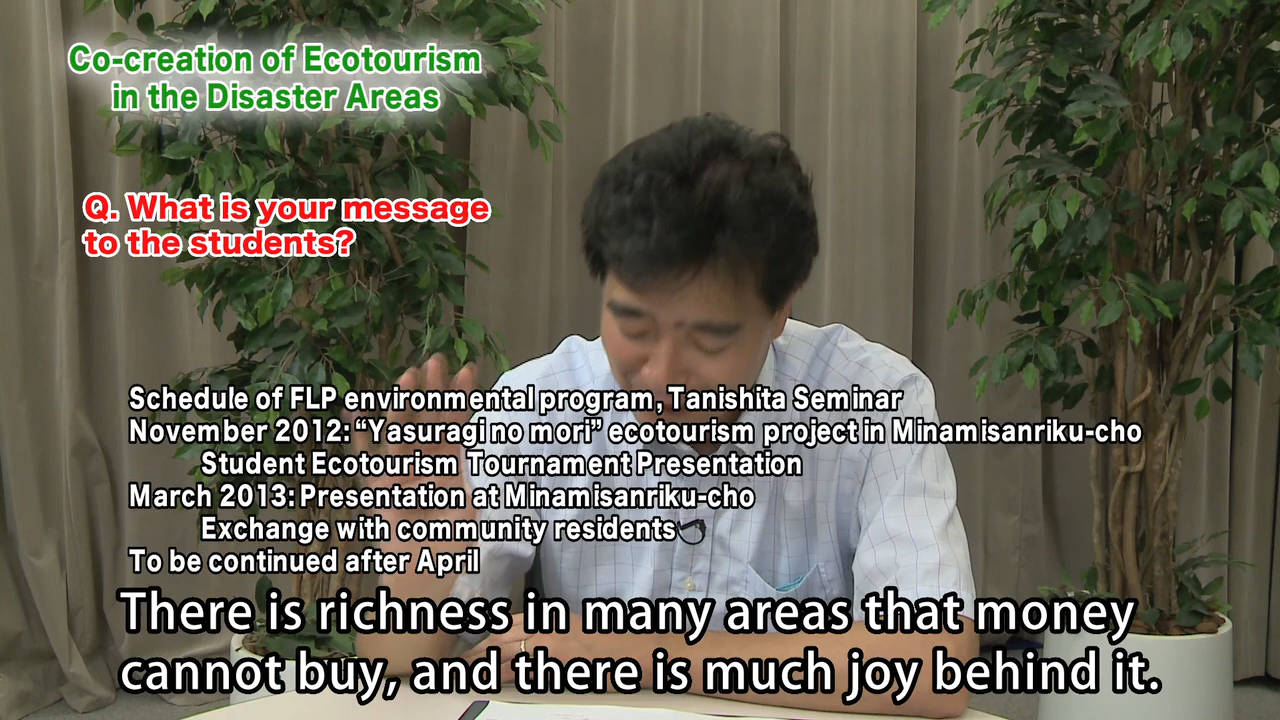 Co-creation of Ecotourism
in the Disaster Areas
Q. What is your message
to the students?
Schedule of FLP environmental program, Tanishita Seminar
November 2012: “Yasuragi no mori” ecotourism project in Minamisanriku-cho
Student Ecotourism Tournament Presentation
March 2013: Presentation at Minamisanriku-cho
Exchange with community residents
To be continued after April
There is richness in many areas that money
cannot buy, and there is much joy behind it.